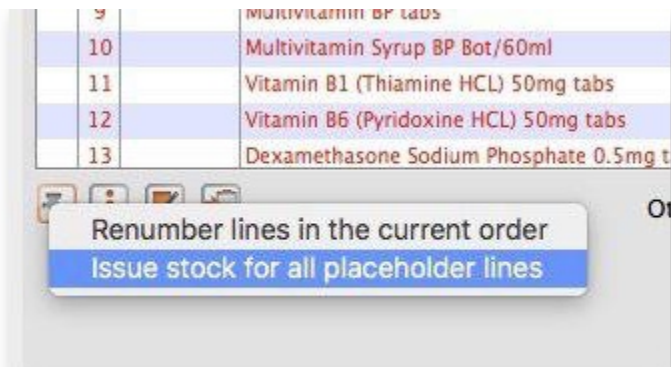 9 Multivitamin BP tabs
10 Multivitamin Syrup BP Bot/60ml
11 Vitamin B1 (Thiamine HCL) 50mg tabs
12 Vitamin B6 (Pyridoxine HCL) 50mg tabs
13 Dexamethasone Sodium Phosphate 0.5mg t
Ot
Renumber lines in the current order
Issue stock for all placeholder lines